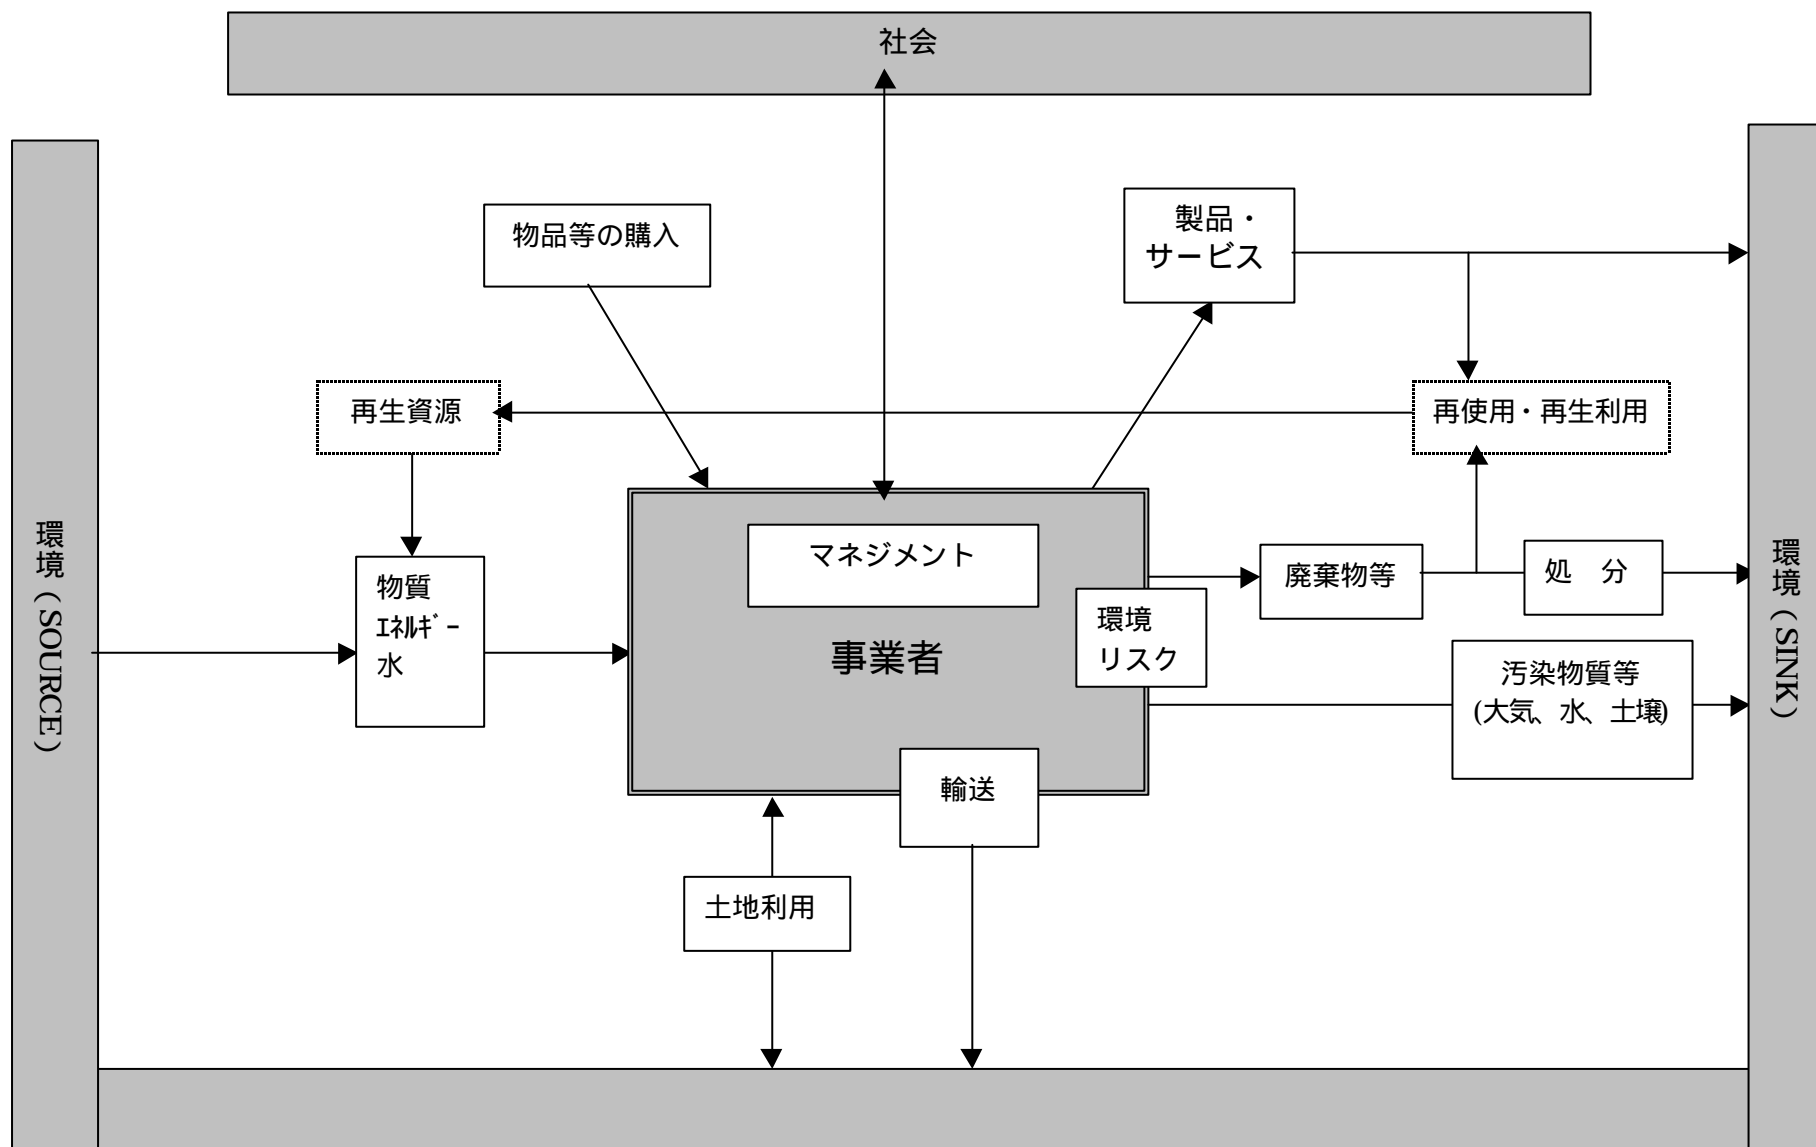 社会
物品等の購入
製品・
サービス
再生資源
再使用・再生利用
環境（SOURCE）
物質
ｴﾈﾙｷﾞｰ
水
マネジメント
事業者
環境
リスク
廃棄物等
処　分
環境（SINK）
汚染物質等
(大気、水、土壌)
輸送
土地利用